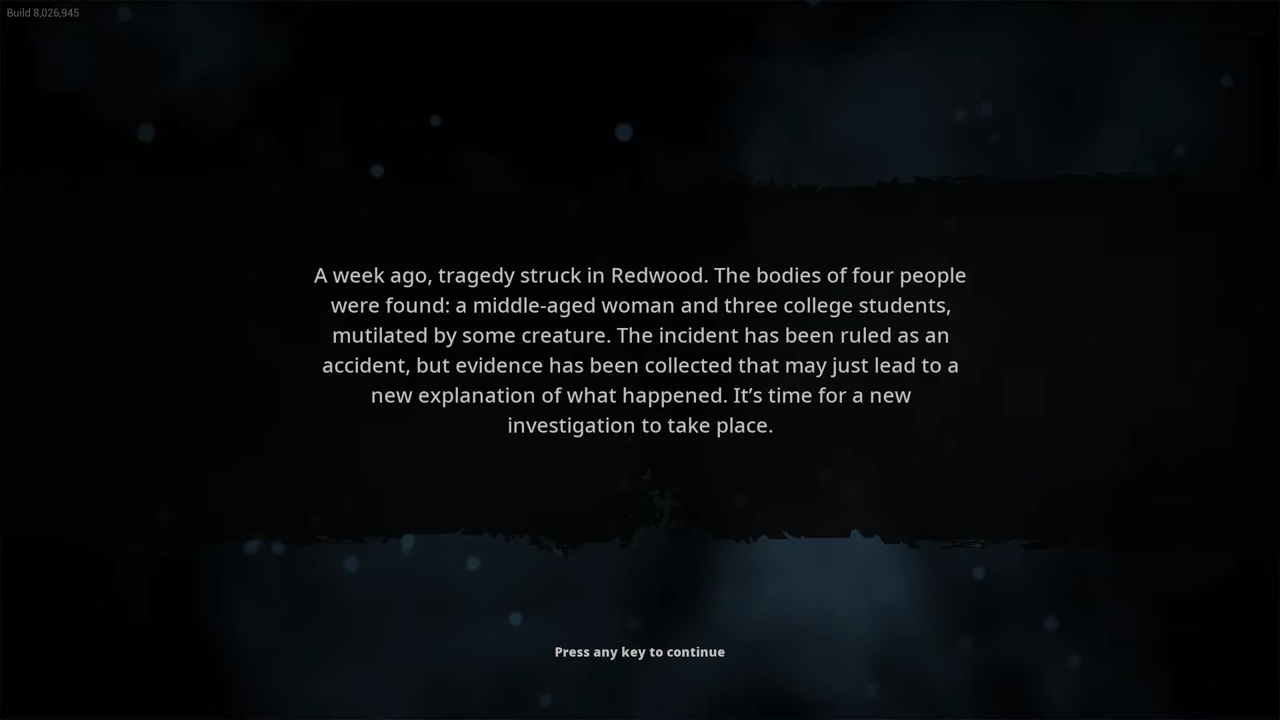 Build 8,026,945
A week ago, tragedy struck in Redwood. The bodies of four people
were found: a middle-aged woman and three college students,
mutilated by some creature. The incident has been ruled as an
accident, but evidence has been collected that may just lead to a
new explanation of what happened. It’s time for a new
investigation to take place.
Press any key to continue